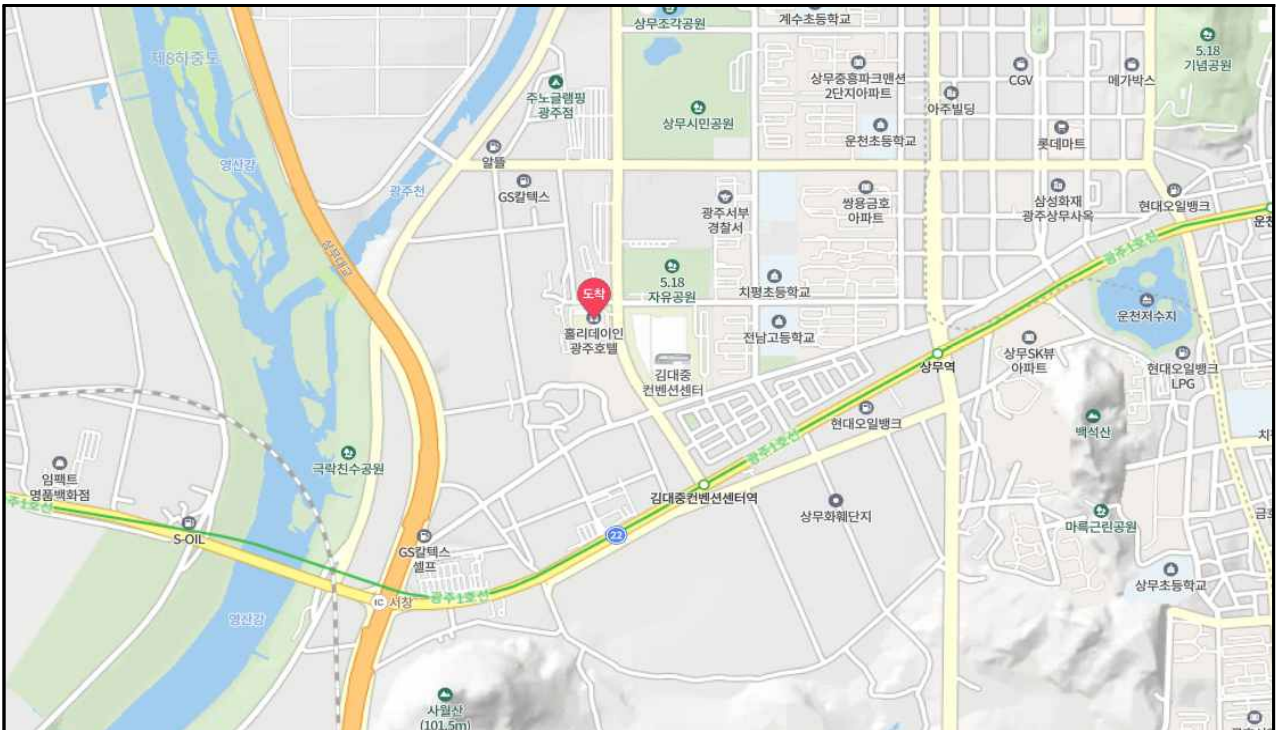 상무조각공원
계수초등학교
제8하중도
5.18
기념공원
상무중흥파크맨션
2단지아파트
CGV
메가박스
주노글램핑
광주점
아주빌딩
상무시민공원
운천초등학교
롯데마트
알뜰
영산강
광주천
GS칼텍스
광주서부
경찰서
쌍용금호
아파트
삼성화재
광주상무사옥
현대오일뱅크
운천
상무대교
광주1호선
5.18
자유공원
치평초등학교
도착
홀리데이인
광주호텔
전남고등학교
운천저수지
김대중
컨벤션센터
상무역
상무SK뷰
아파트
현대오일뱅크
LPG
현대오일뱅크
백석산
광주1호선
극락친수공원
임팩트
명품백화점
주1호선
김대중컨벤션센터역
상무화훼단지
마륵근린공원
S-OIL
22
GS칼텍스
셀프
상무초등학교
광주1호선
IC 서창
영산강
사월산
(101.5m)